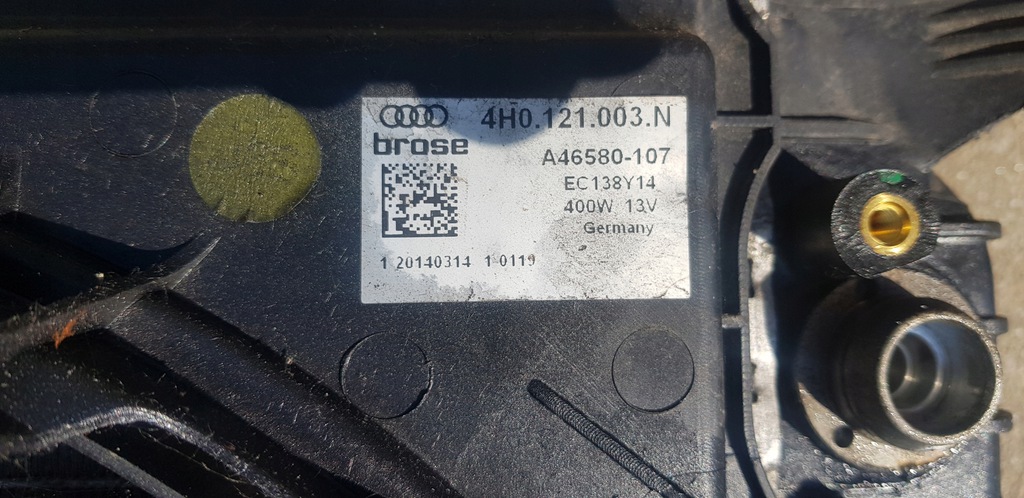 4H0.121.003.N
brose
A46580-107
EC138Y14
400W 13V
Germany
1 20140314 1 0119